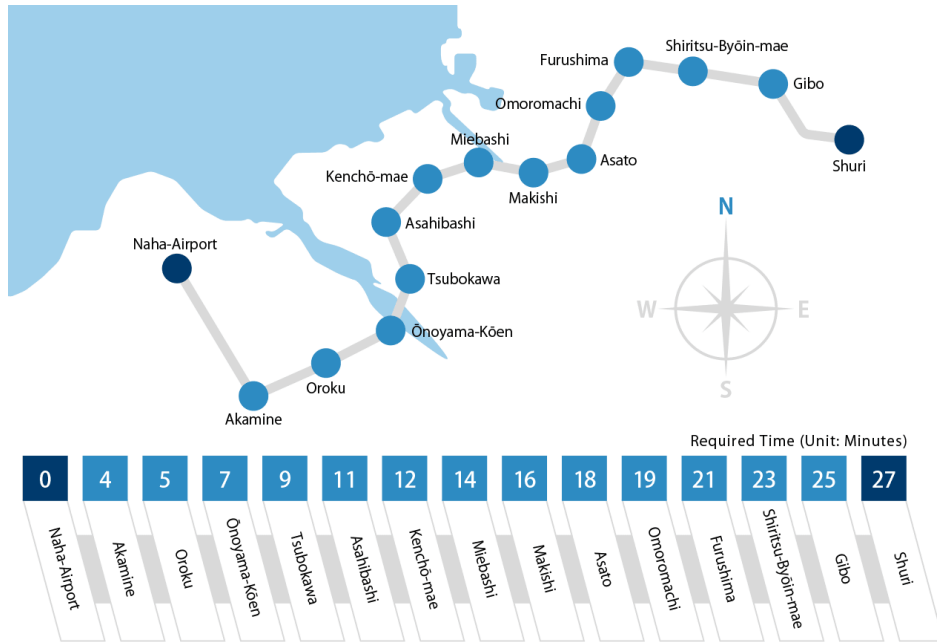 Shiritsu-Byōin-mae
Furushima
Gibo
Omoromachi
Miebashi
Asato
Shuri
Kenchō-mae
Makishi
Asahibashi
N
Naha-Airport
Tsubokawa
W
E
Ōnoyama-Kōen
Oroku
S
Akamine
Required Time (Unit: Minutes)
0 4 5 7 9 11 12 14 16 18 19 21 23 25 27
Naha-Airport
Akamine
Oroku
Ōnoyama-Kōen
Tsubokawa
Asahibashi
Kenchō-mae
Miebashi
Makishi
Asato
Omoromachi
Furushima
Shiritsu-Byōin-mae
Gibo
Shuri